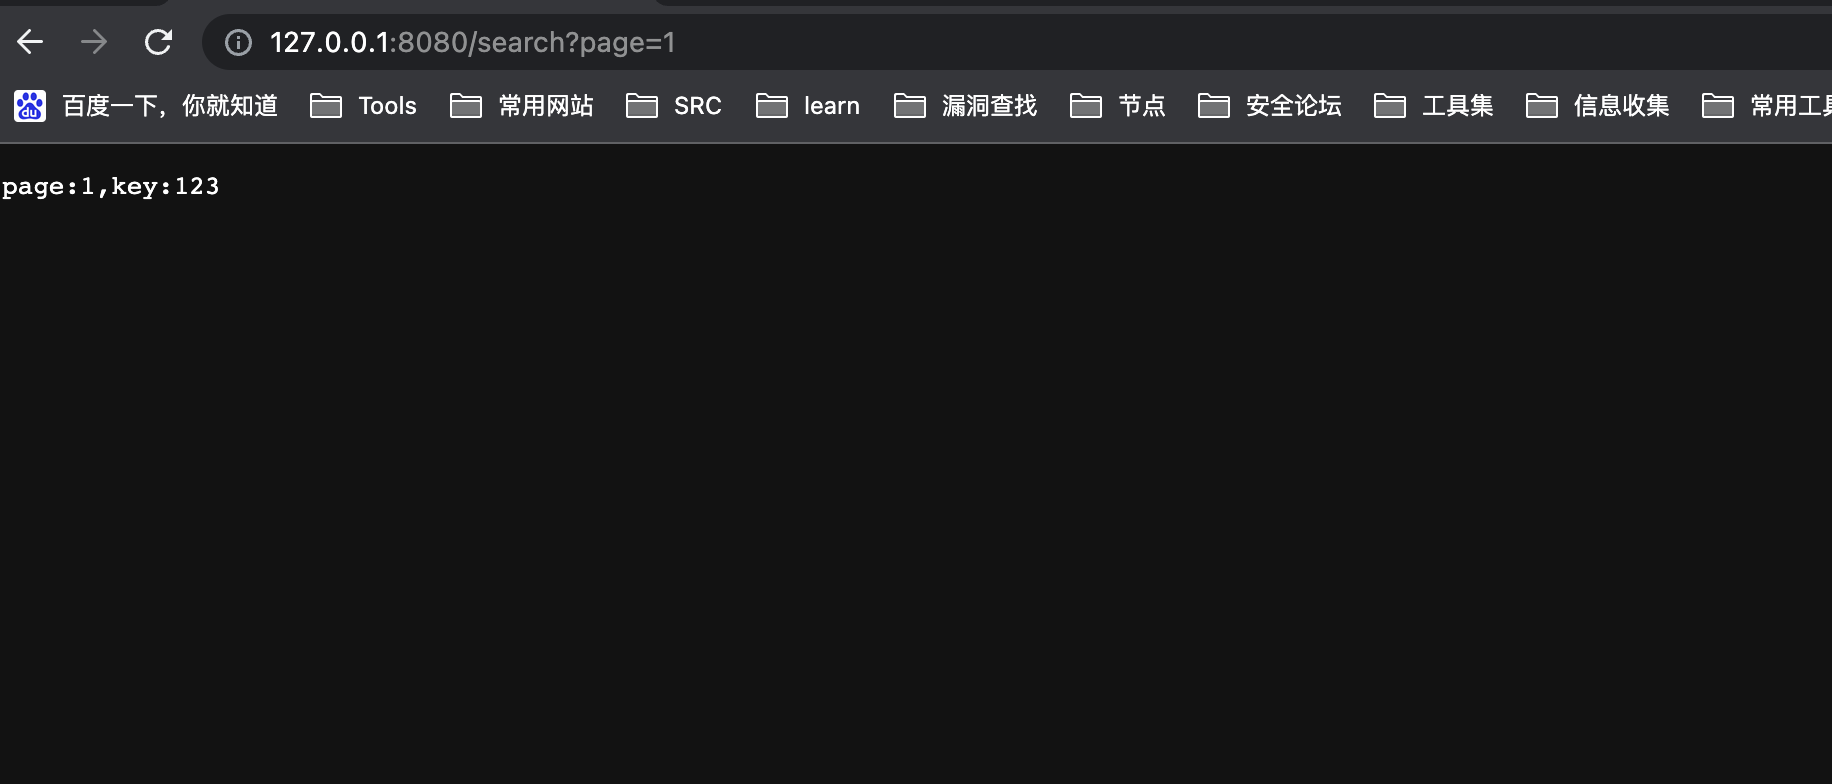 127.0.0.1:8080/search?page=1
du 百度一下，你就知道 Tools 常用网站 SRC learn 漏洞查找 节点 安全论坛 工具集 信息收集 常用工具
page:1,key:123